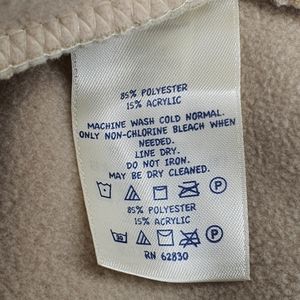 85% POLYESTER
15% ACRYLIC
MACHINE WASH COLD NORMAL.
ONLY NON-CHLORINE BLEACH WHEN
NEEDED.
LINE DRY.
DO NOT IRON.
MAY BE DRY CLEANED.
P
85% POLYESTER
15% ACRYLIC
P
RN 62830